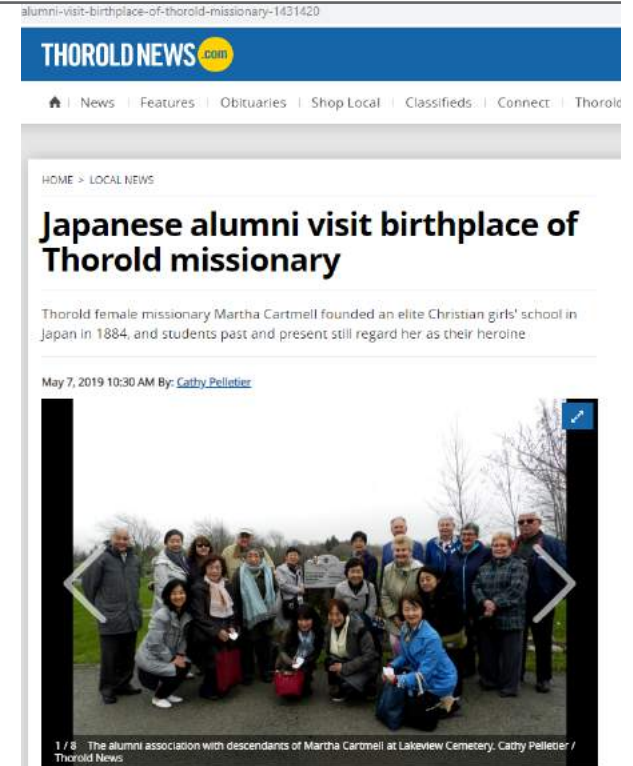 alumni-visit-birthplace-of-thorold-missionary-1431420
THOROLD NEWS .com
News | Features | Obituaries | Shop Local | Classifieds | Connect | Thorold
HOME > LOCAL NEWS
Japanese alumni visit birthplace of
Thorold missionary
Thorold female missionary Martha Cartmell founded an elite Christian girls' school in
Japan in 1884, and students past and present still regard her as their heroine
May 7, 2019 10:30 AM By: Cathy Pelletier
1 / 8 The alumni association with descendants of Martha Cartmell at Lakeview Cemetery. Cathy Pelletier /
Thorold News